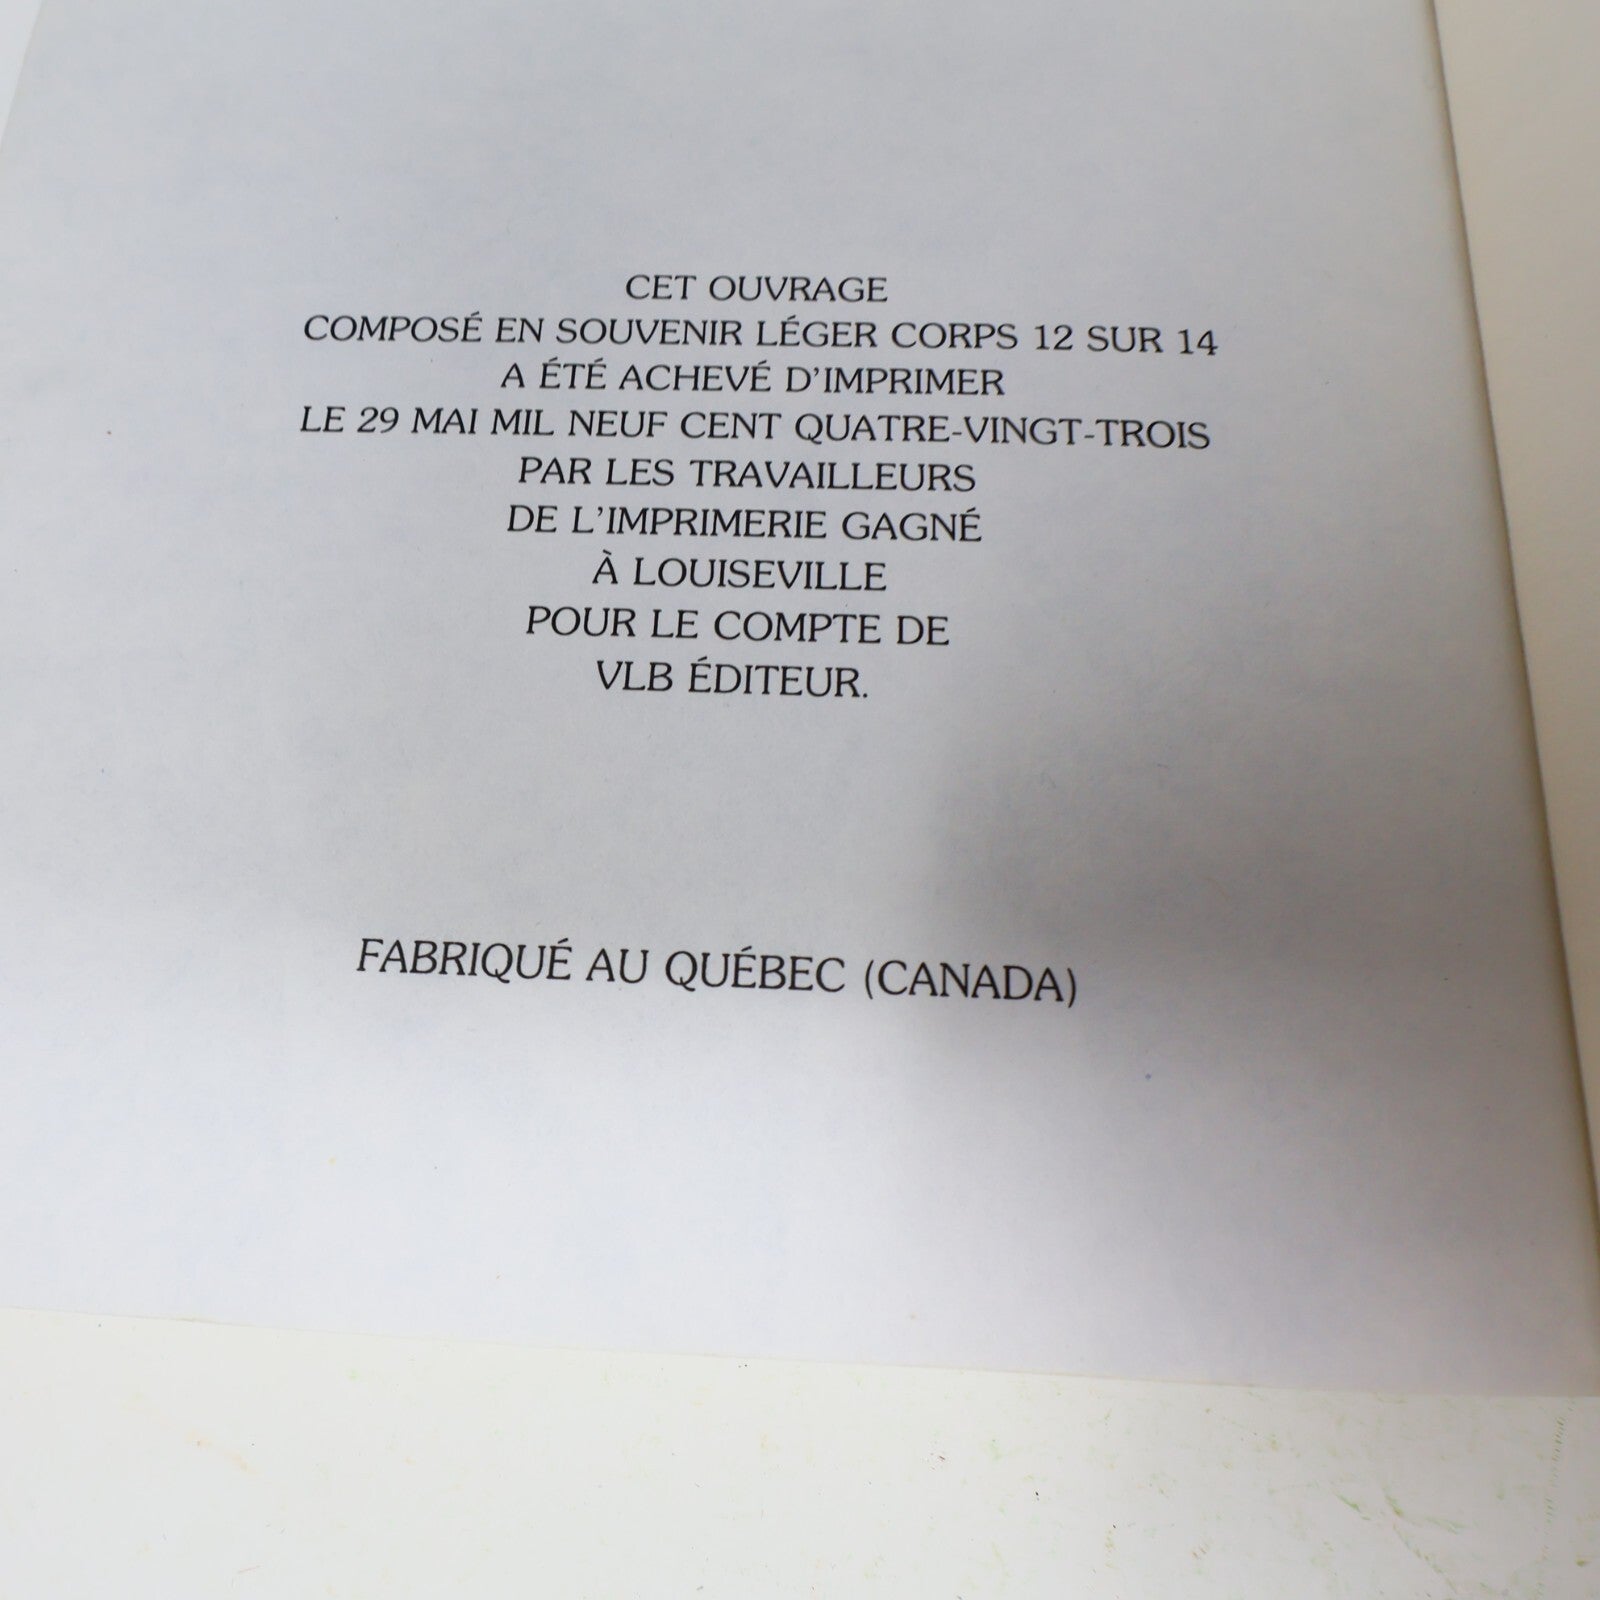 CET OUVRAGE
COMPOSÉ EN SOUVENIR LÉGER CORPS 12 SUR 14
A ÉTÉ ACHEVÉ D'IMPRIMER
LE 29 MAI MIL NEUF CENT QUATRE-VINGT-TROIS
PAR LES TRAVAILLEURS
DE L'IMPRIMERIE GAGNÉ
À LOUISEVILLE
POUR LE COMPTE DE
VLB ÉDITEUR.
FABRIQUÉ AU QUÉBEC (CANADA)